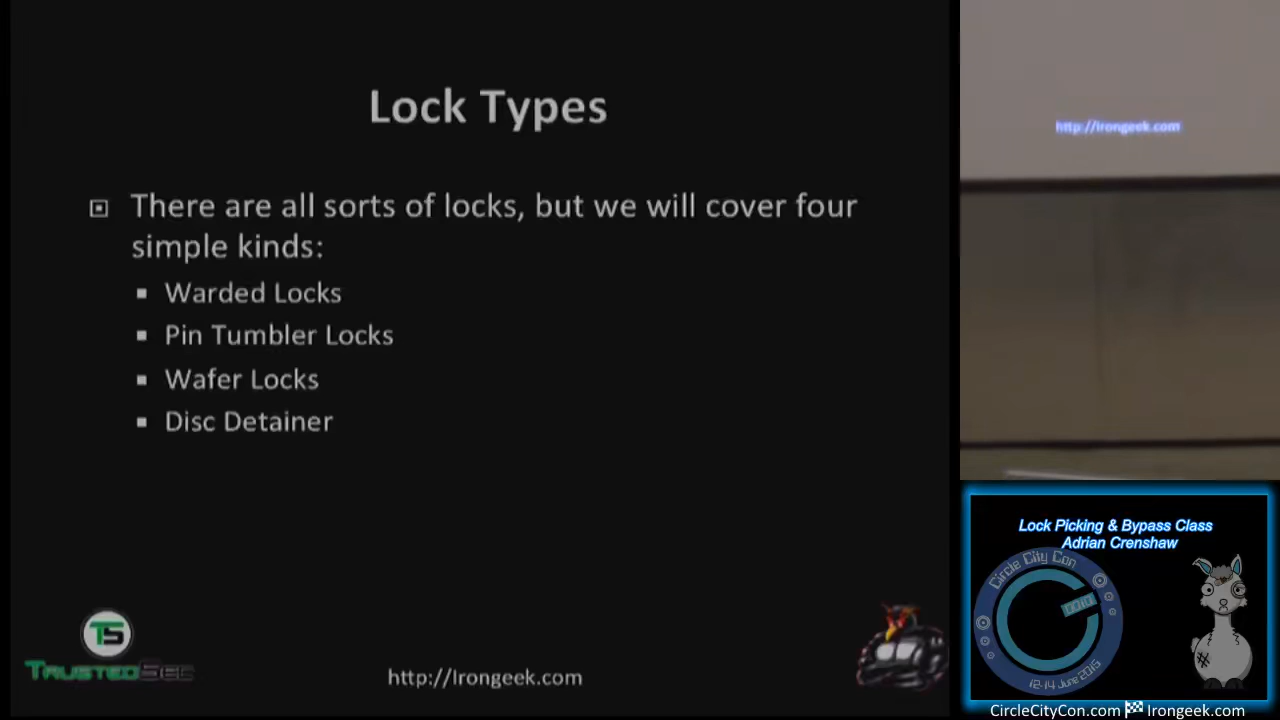 Lock Types
There are all sorts of locks, but we will cover four
simple kinds:
Warded Locks
Pin Tumbler Locks
Wafer Locks
Disc Detainer
TS
TRUSTEDSEC
http://Irongeek.com
http://Irongeek.com
Lock Picking & Bypass Class
Adrian Crenshaw
Circle City Con
12-14 June 2015
CircleCityCon.com Irongeek.com